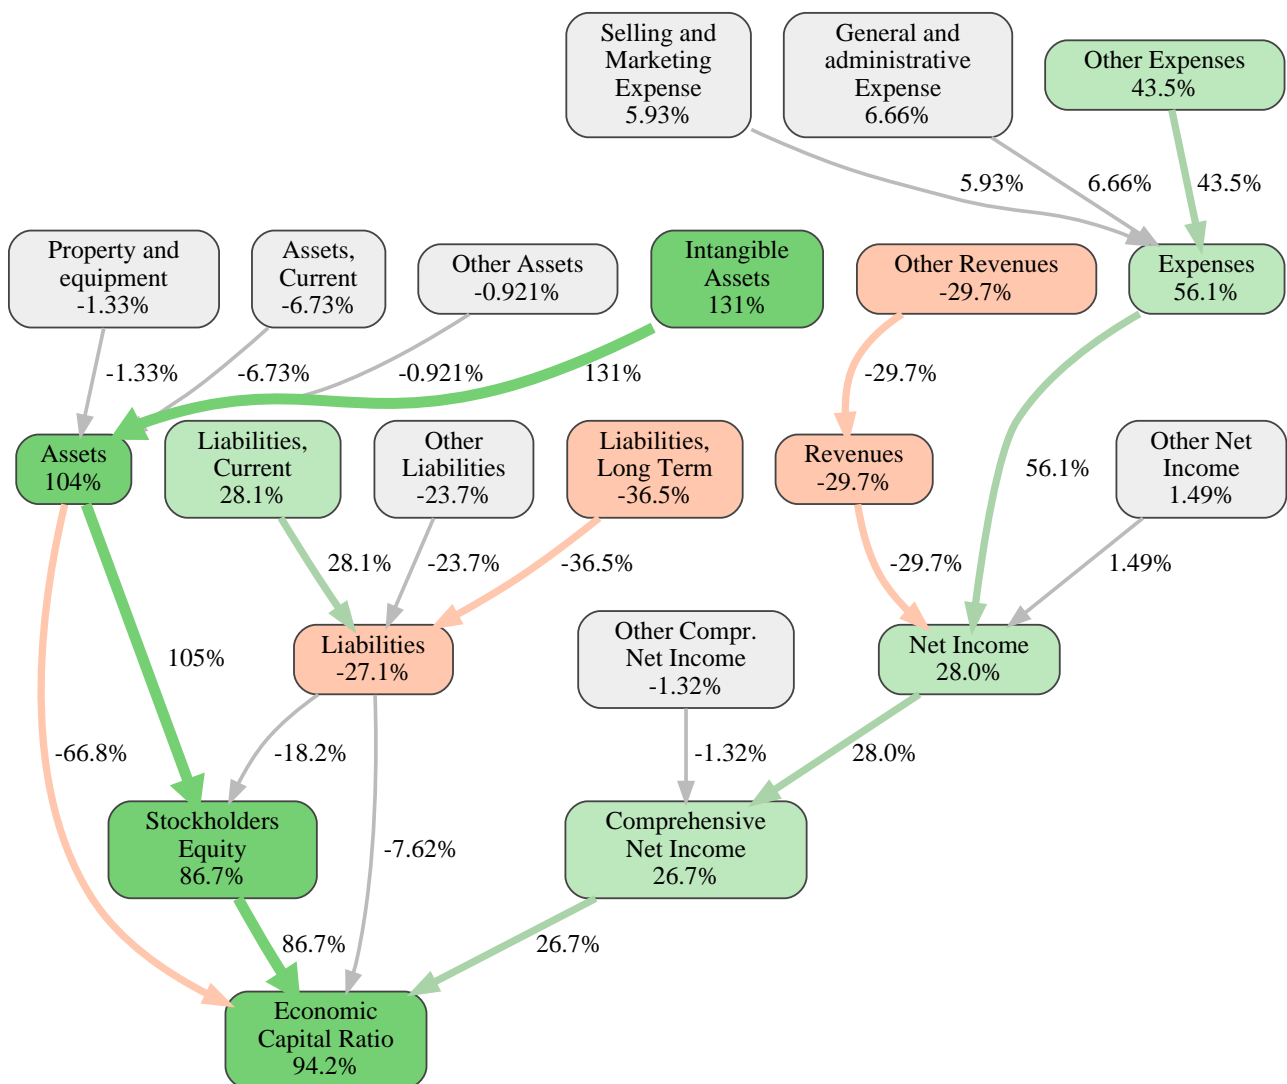 Selling and
Marketing
Expense
5.93%
General and
administrative
Expense
6.66%
Other Expenses
43.5%
5.93%
6.66%
43.5%
Property and
equipment
-1.33%
Assets,
Current
-6.73%
Other Assets
-0.921%
Intangible
Assets
131%
Other Revenues
-29.7%
Expenses
56.1%
-1.33%
-6.73%
-0.921%
131%
-29.7%
Assets
104%
Liabilities,
Current
28.1%
Other
Liabilities
-23.7%
Liabilities,
Long Term
-36.5%
Revenues
-29.7%
56.1%
Other Net
Income
1.49%
28.1%
-23.7%
-36.5%
-29.7%
1.49%
105%
Liabilities
-27.1%
Other Compr.
Net Income
-1.32%
Net Income
28.0%
-66.8%
-18.2%
-1.32%
28.0%
Stockholders
Equity
86.7%
-7.62%
Comprehensive
Net Income
26.7%
86.7%
26.7%
Economic
Capital Ratio
94.2%